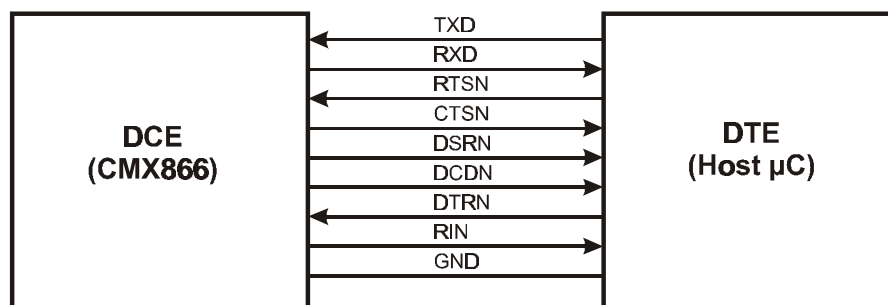 TXD
RXD
RTSN
CTSN
DSRN
DCDN
DTRN
RIN
GND
DCE
(CMX866)
DTE
(Host µC)